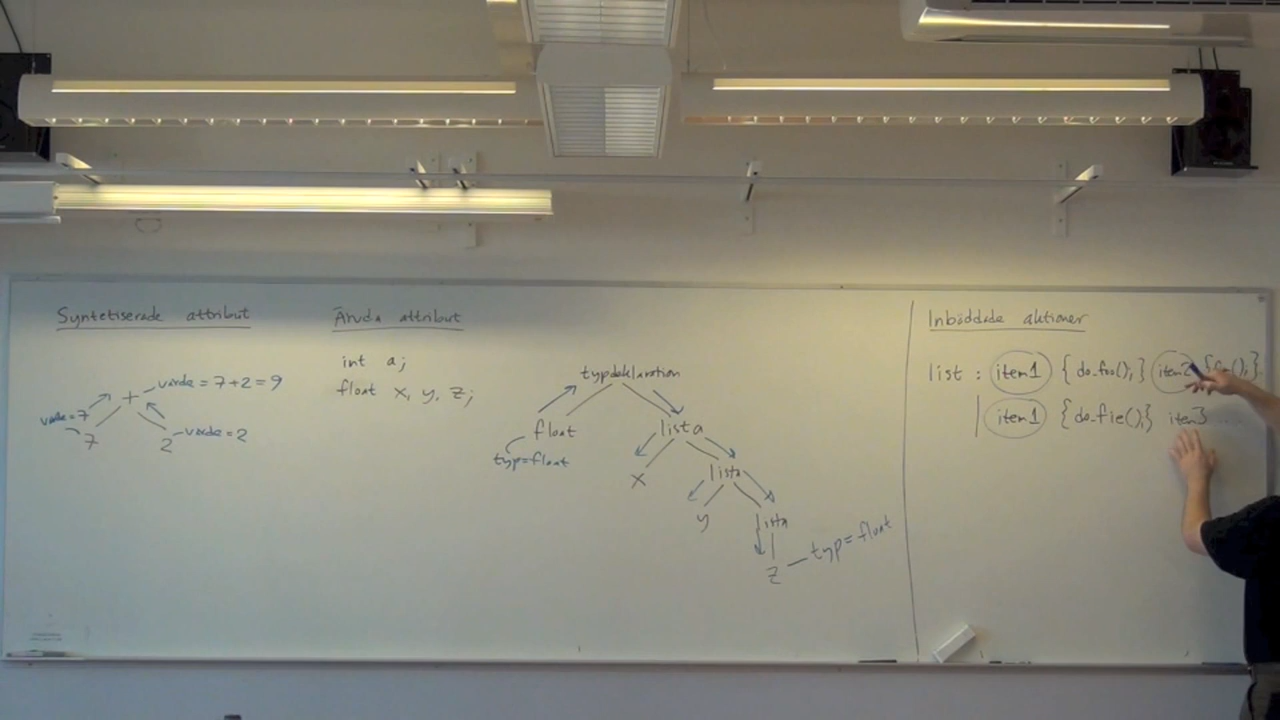 Syntetiserade attribut
+ värde = 7+2 = 9
värde = 7
7
2 värde = 2
Ärvda attribut
int a;
float x, y, z;
typdeklaration
float lista
typ=float
x lista
y lista
z typ=float
Inbäddade aktioner
list : item1 { do_foo(); } item2
| item1 { do_fie(); } item3